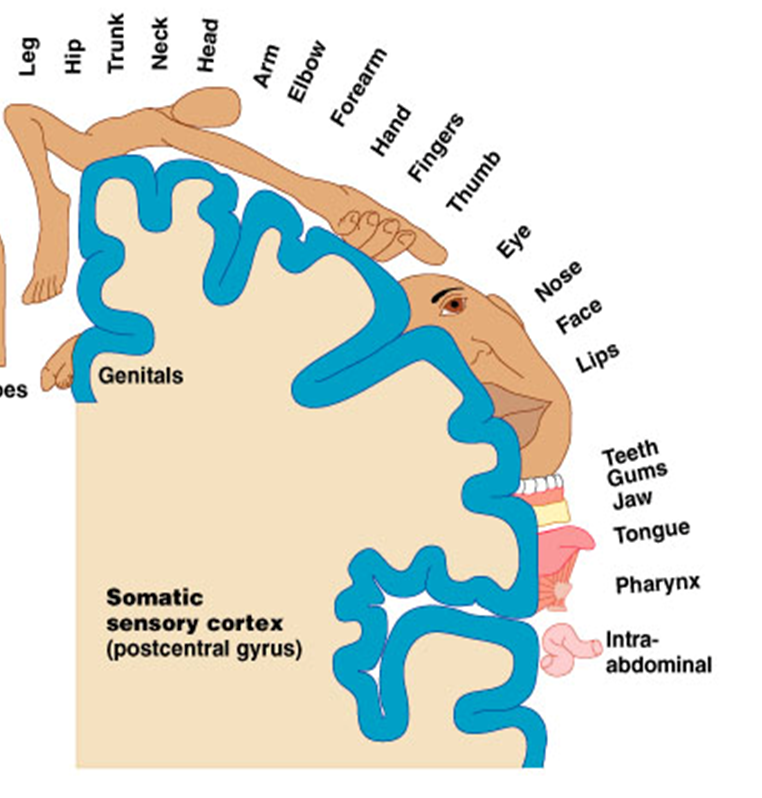 Leg
Hip
Trunk
Neck
Head
Arm
Elbow
Forearm
Hand
Fingers
Thumb
Eye
Nose
Face
Lips
Genitals
Teeth
Gums
Jaw
Tongue
Pharynx
Somatic
sensory cortex
(postcentral gyrus)
Intra-
abdominal